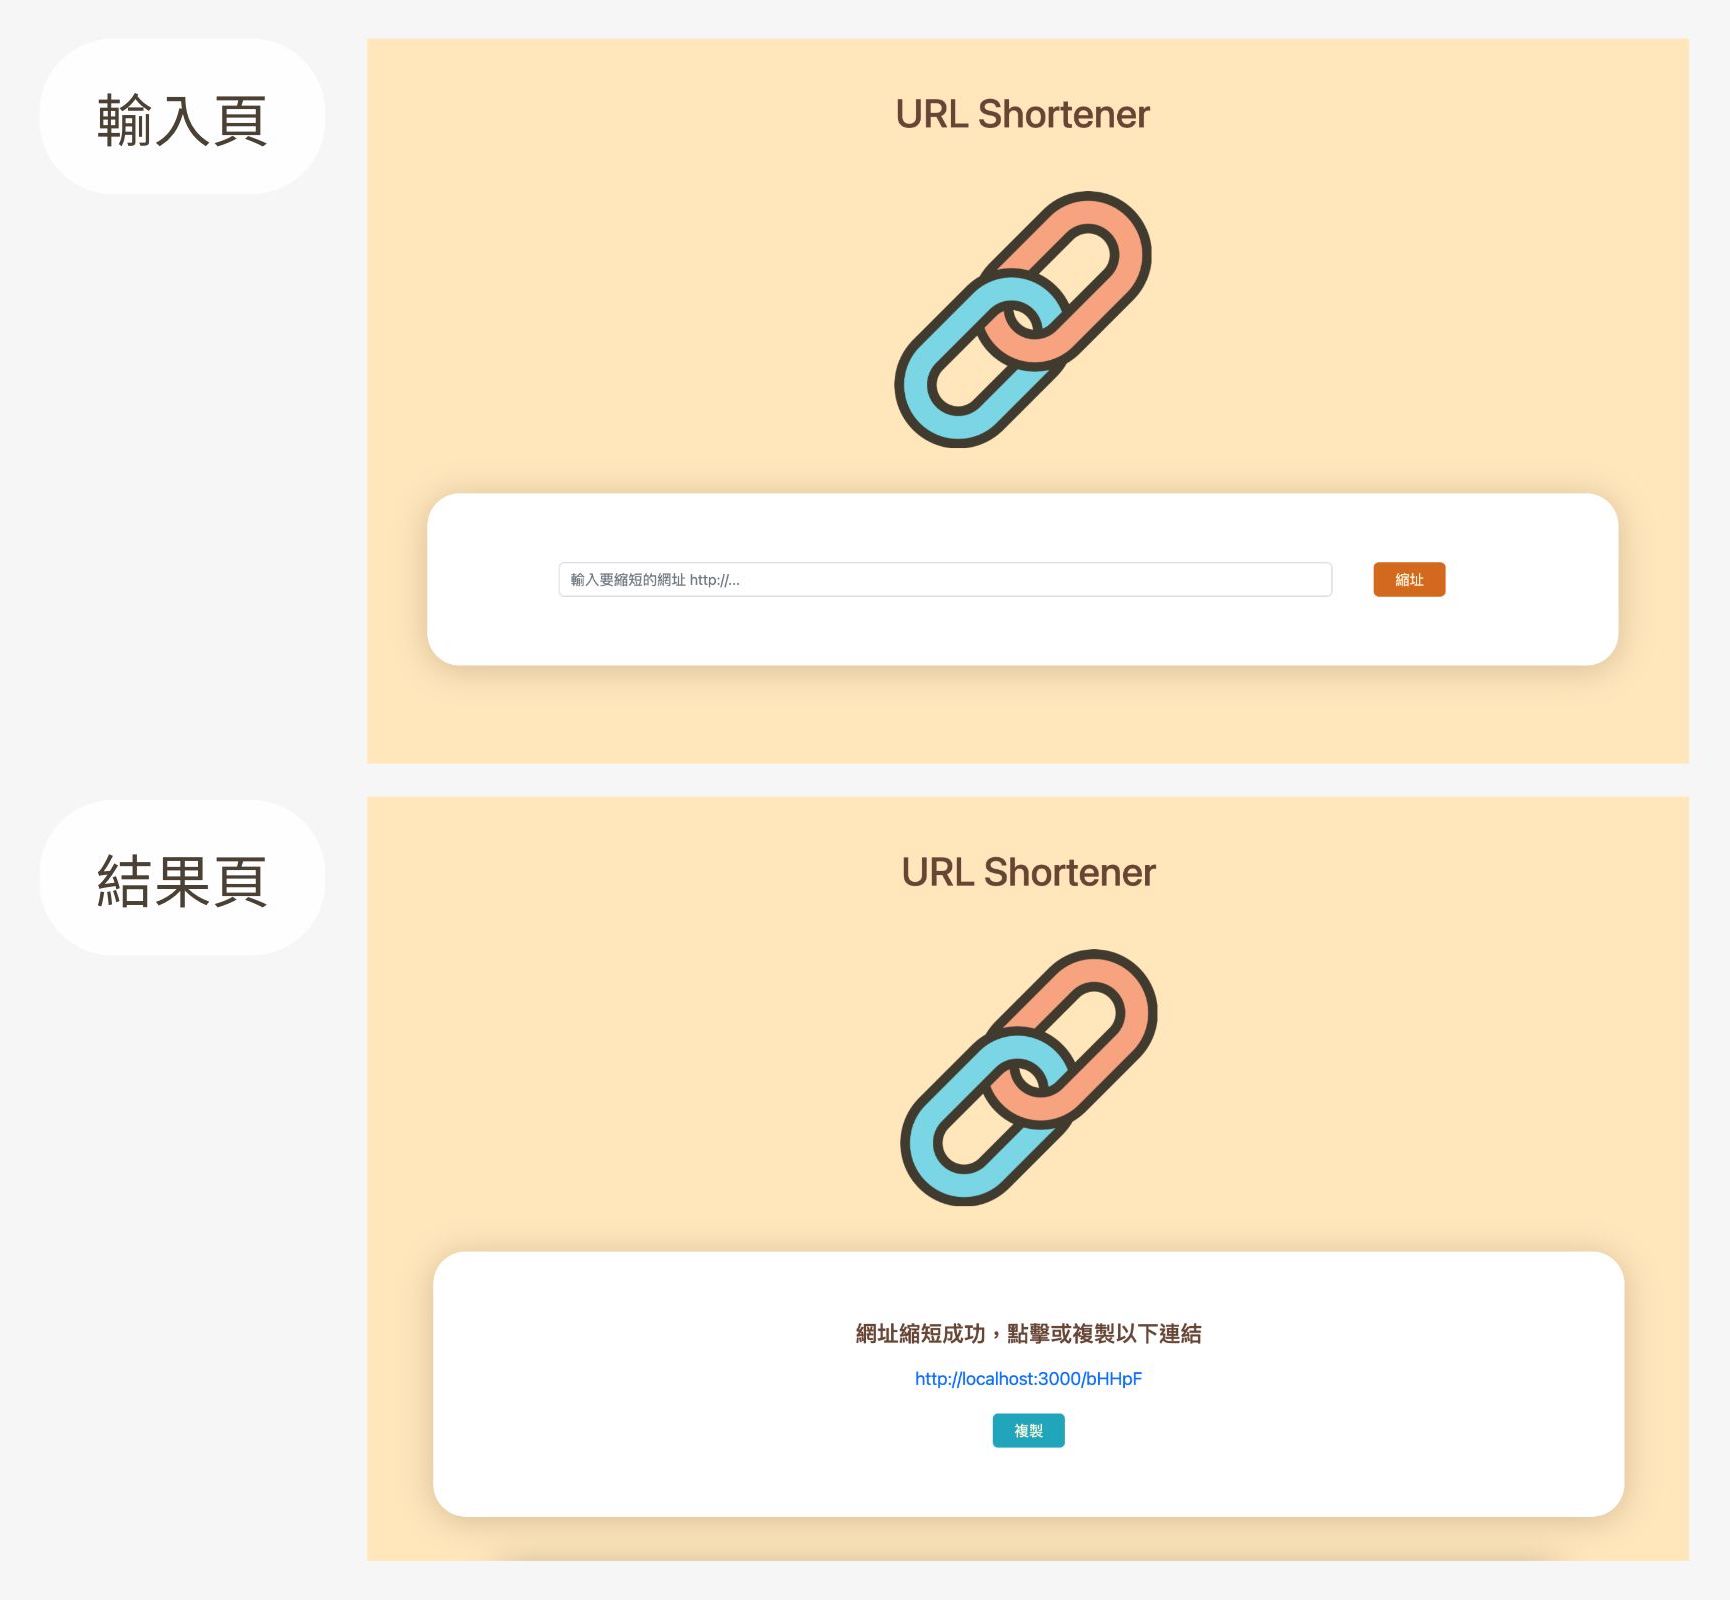 輸入頁
URL Shortener
輸入要縮短的網址 http://...
縮址
結果頁
URL Shortener
網址縮短成功，點擊或複製以下連結
http://localhost:3000/bHHpF
複製